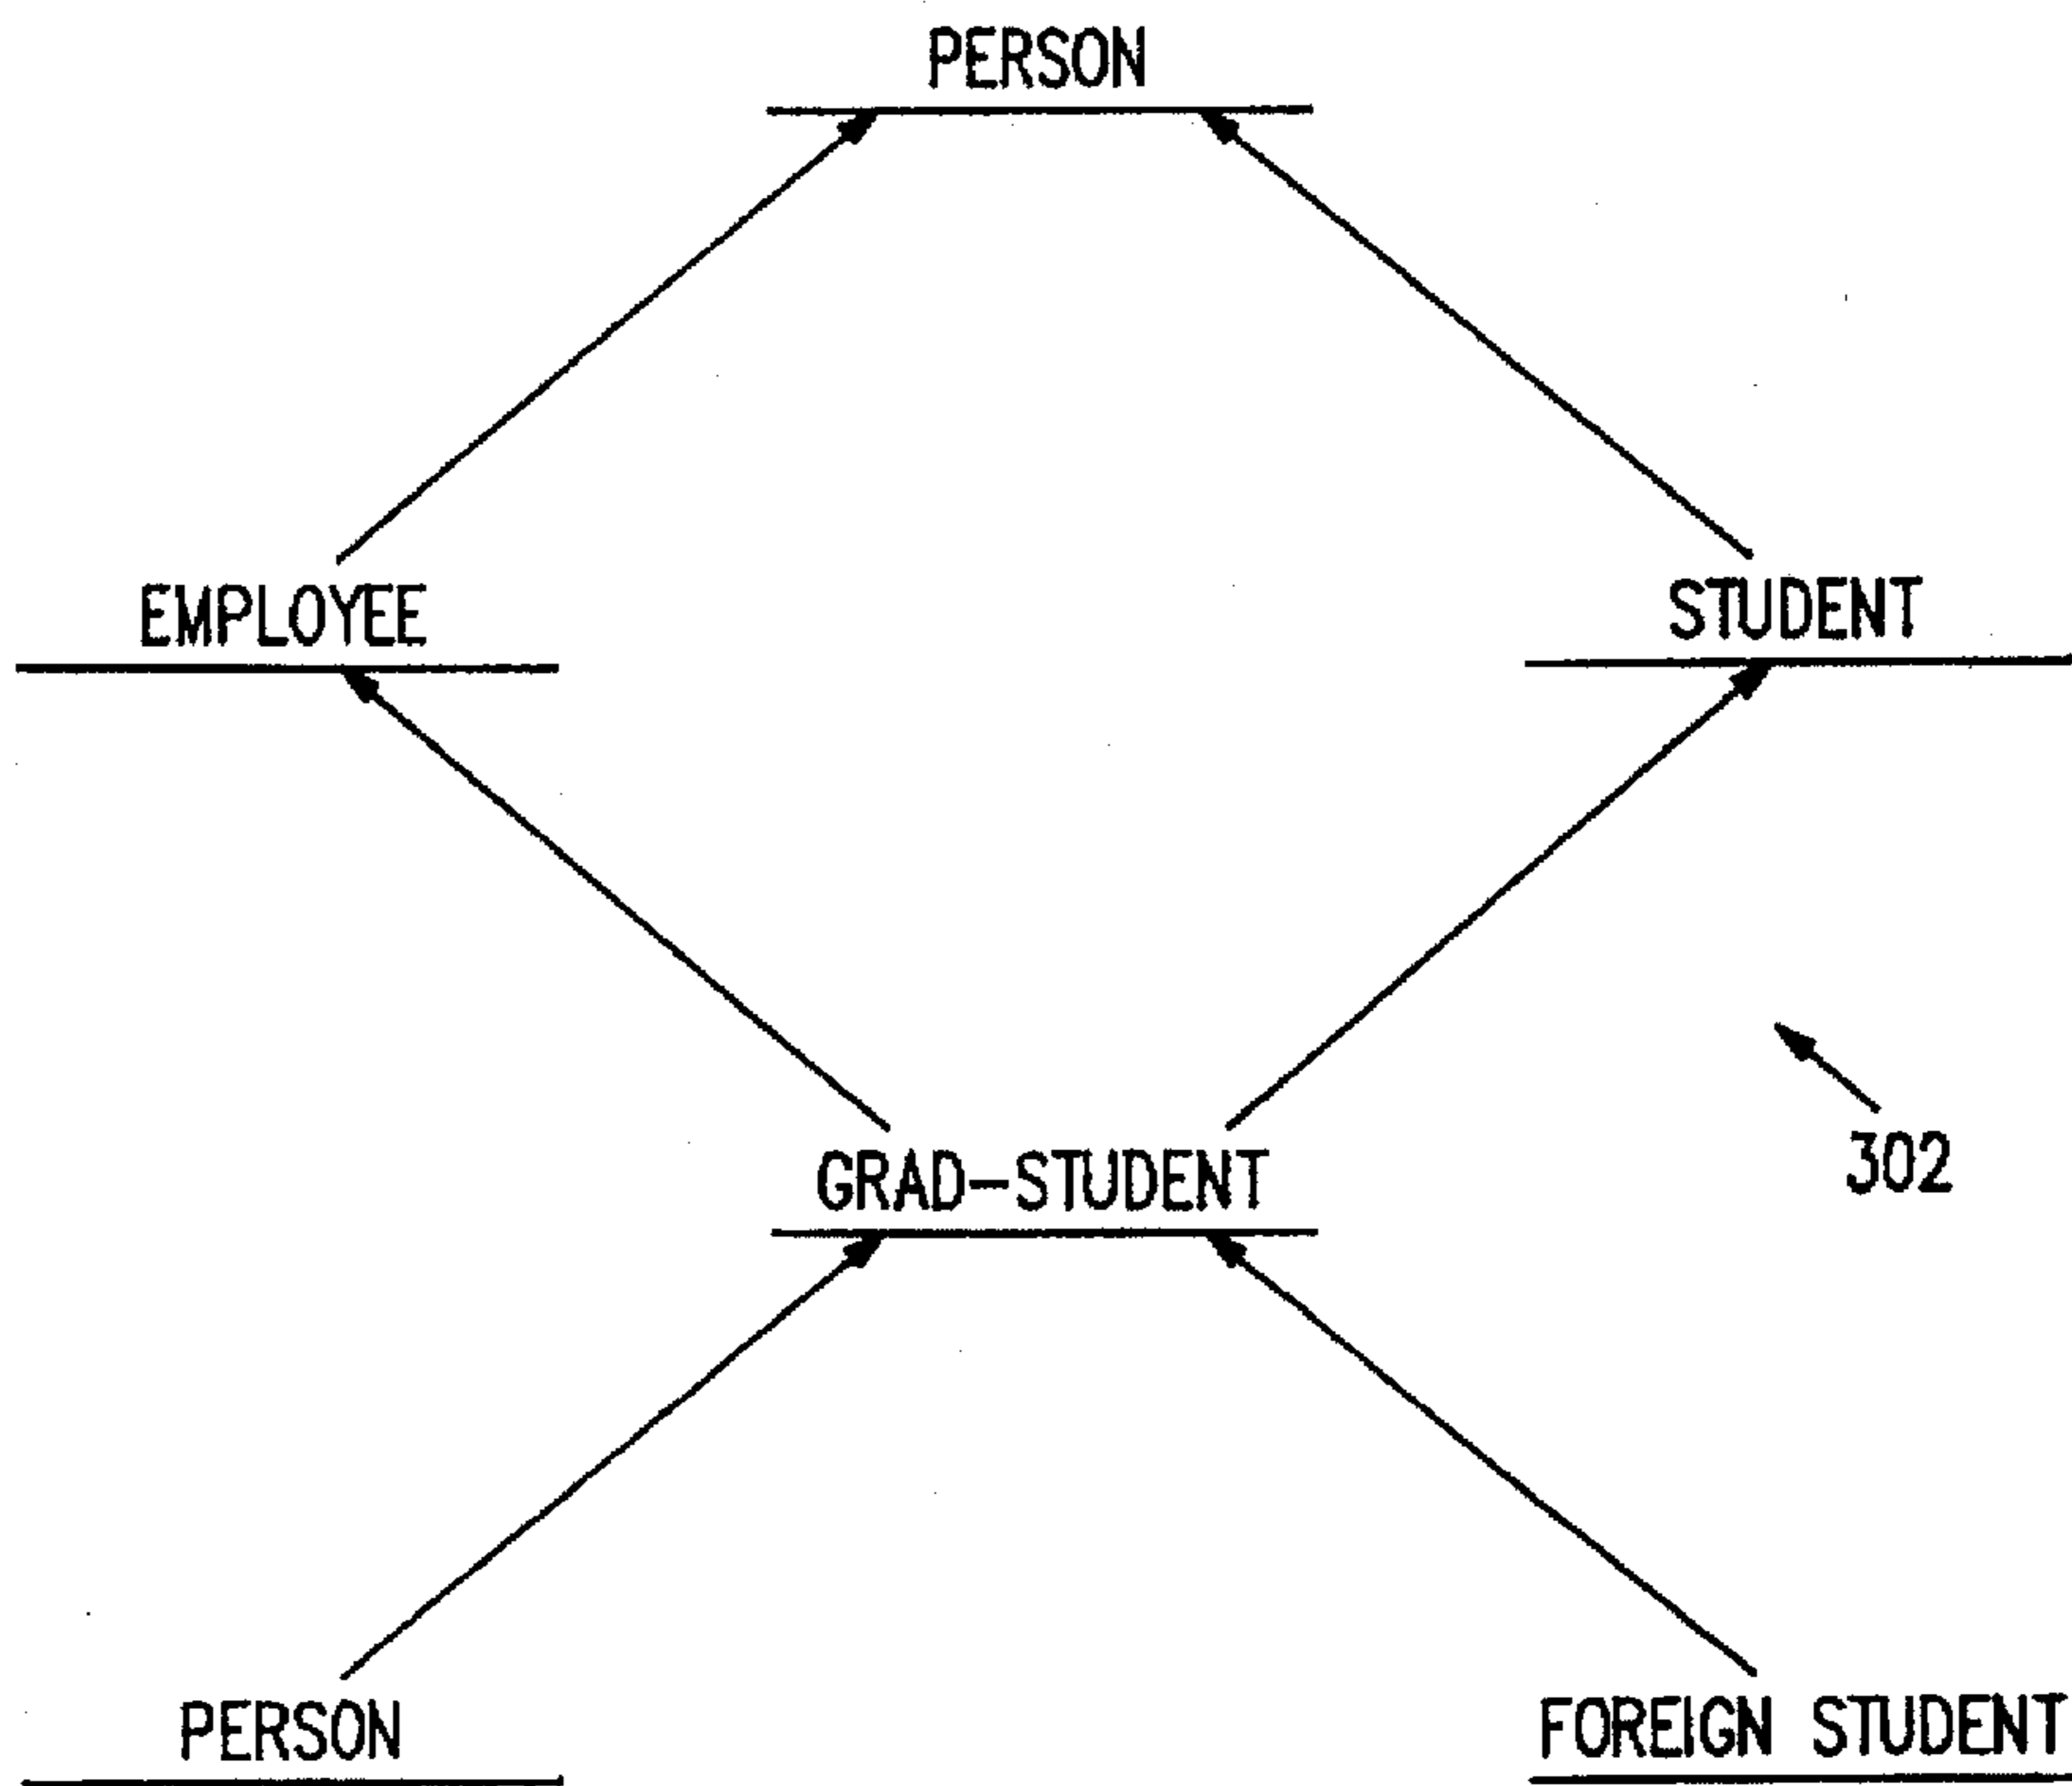 PERSON
EMPLOYEE
STUDENT
302
GRAD-STUDENT
PERSON
FOREIGN STUDENT